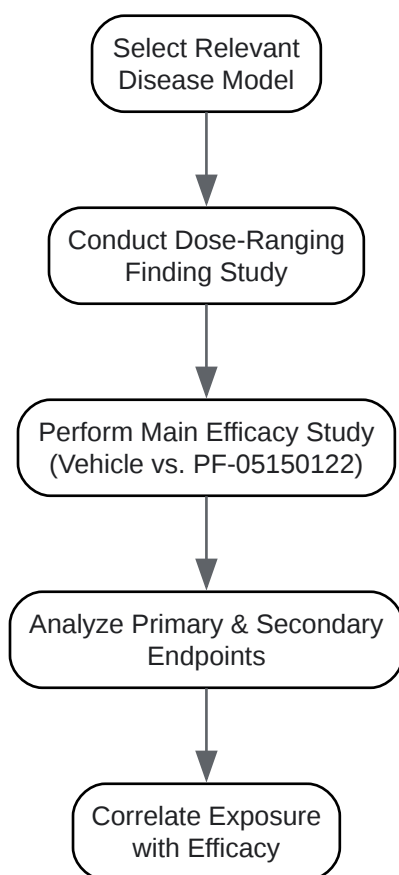 Select Relevant
Disease Model
Conduct Dose-Ranging
Finding Study
Perform Main Efficacy Study
(Vehicle vs. PF-05150122)
Analyze Primary & Secondary
Endpoints
Correlate Exposure
with Efficacy